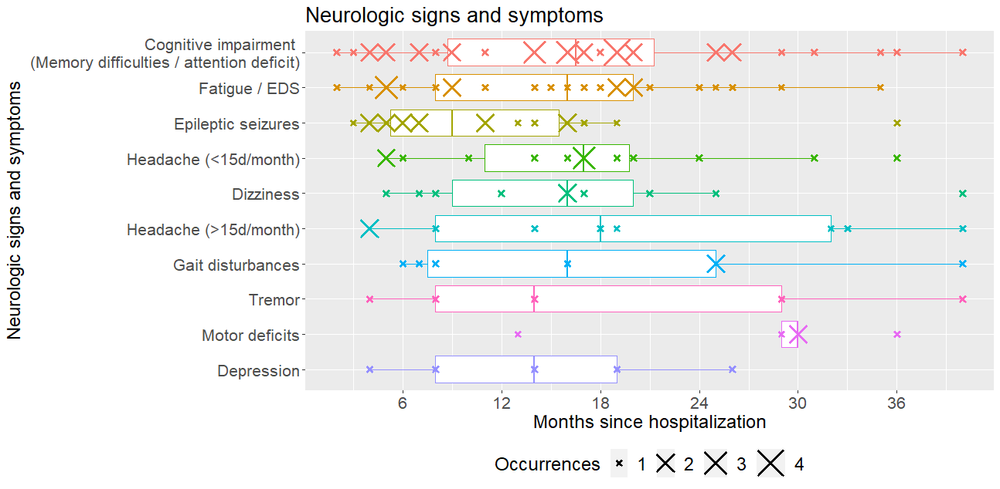 Neurologic signs and symptoms
Neurologic signs and symptoms
Cognitive impairment
(Memory difficulties / attention deficit)
Fatigue / EDS
Epileptic seizures
Headache (<15d/month)
Dizziness
Headache (>15d/month)
Gait disturbances
Tremor
Motor deficits
Depression
6 12 18 24 30 36
Months since hospitalization
Occurrences 1 2 3 4